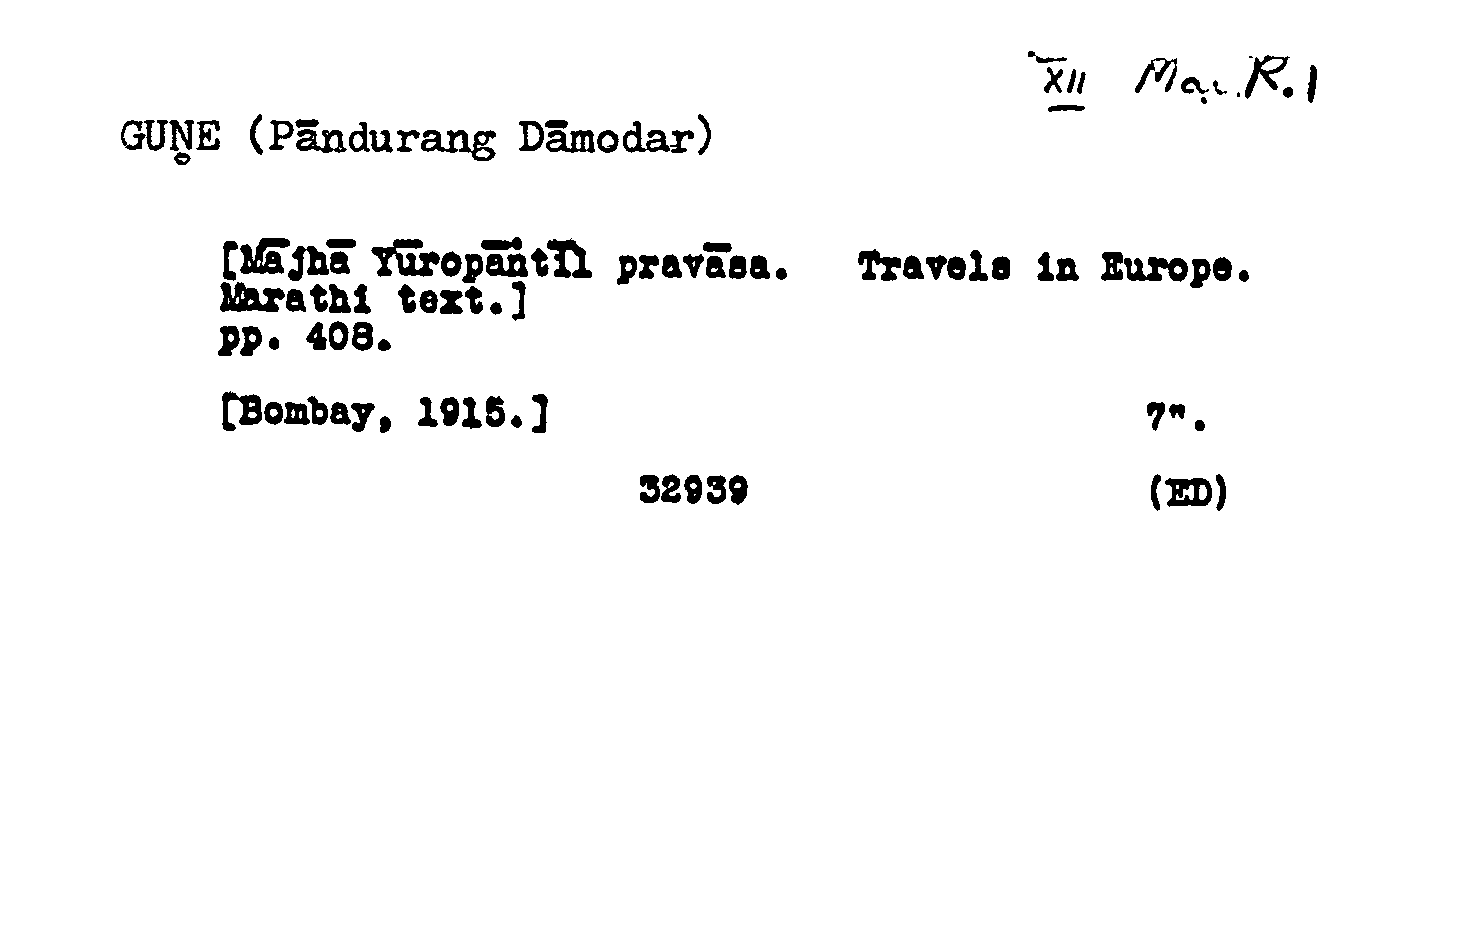 XII Mar. R. 1
GUṆE (Pāndurang Dāmodar)
[Mājhā Yūropāṅtīl pravāsa. Travels in Europe.
Marathi text.]
pp. 408.
[Bombay, 1915.] 7".
32939 (ED)